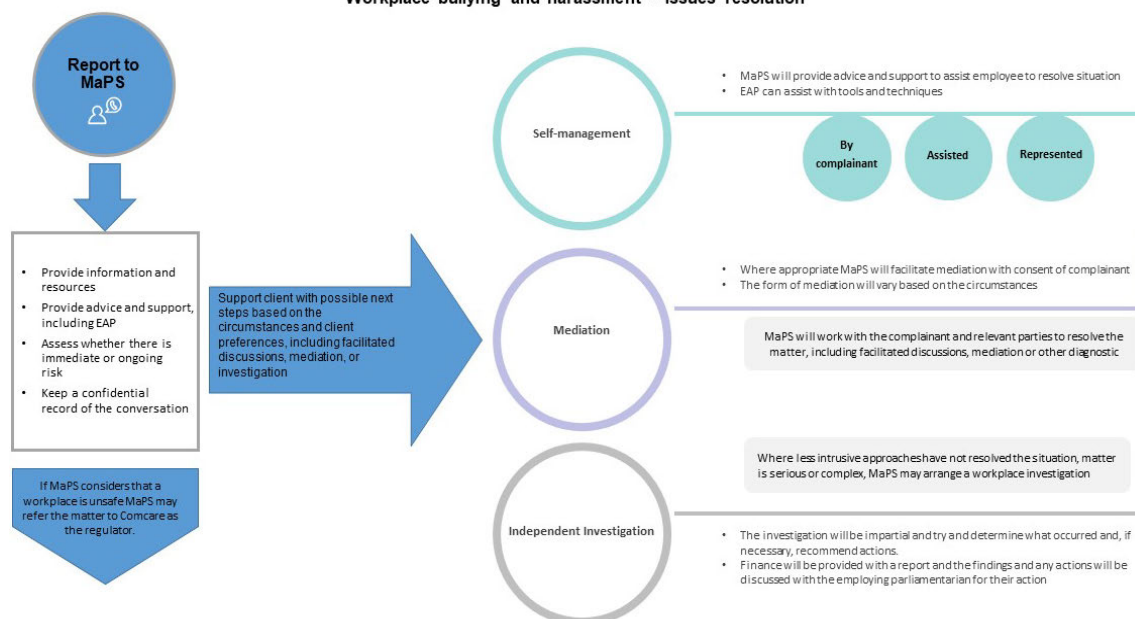 Workplace bullying and harassment – issues resolution
Report to
MaPS
• Provide information and
resources
• Provide advice and support,
including EAP
• Assess whether there is
immediate or ongoing
risk
• Keep a confidential
record of the conversation
If MaPS considers that a
workplace is unsafe MaPS may
refer the matter to Comcare as
the regulator.
Support client with possible next
steps based on the
circumstances and client
preferences, including facilitated
discussions, mediation, or
investigation
Self-management
• MaPS will provide advice and support to assist employee to resolve situation
• EAP can assist with tools and techniques
By
complainant
Assisted
Represented
Mediation
• Where appropriate MaPS will facilitate mediation with consent of complainant
• The form of mediation will vary based on the circumstances
MaPS will work with the complainant and relevant parties to resolve the
matter, including facilitated discussions, mediation or other diagnostic
Independent Investigation
Where less intrusive approaches have not resolved the situation, matter
is serious or complex, MaPS may arrange a workplace investigation
• The investigation will be impartial and try and determine what occurred and, if
necessary, recommend actions.
• Finance will be provided with a report and the findings and any actions will be
discussed with the employing parliamentarian for their action